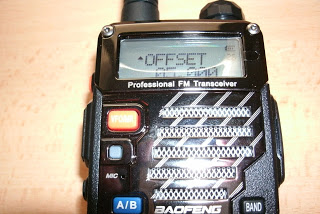 OFFSET
Professional FM Transceiver
MIC
A/B
BAOFENG
BAND